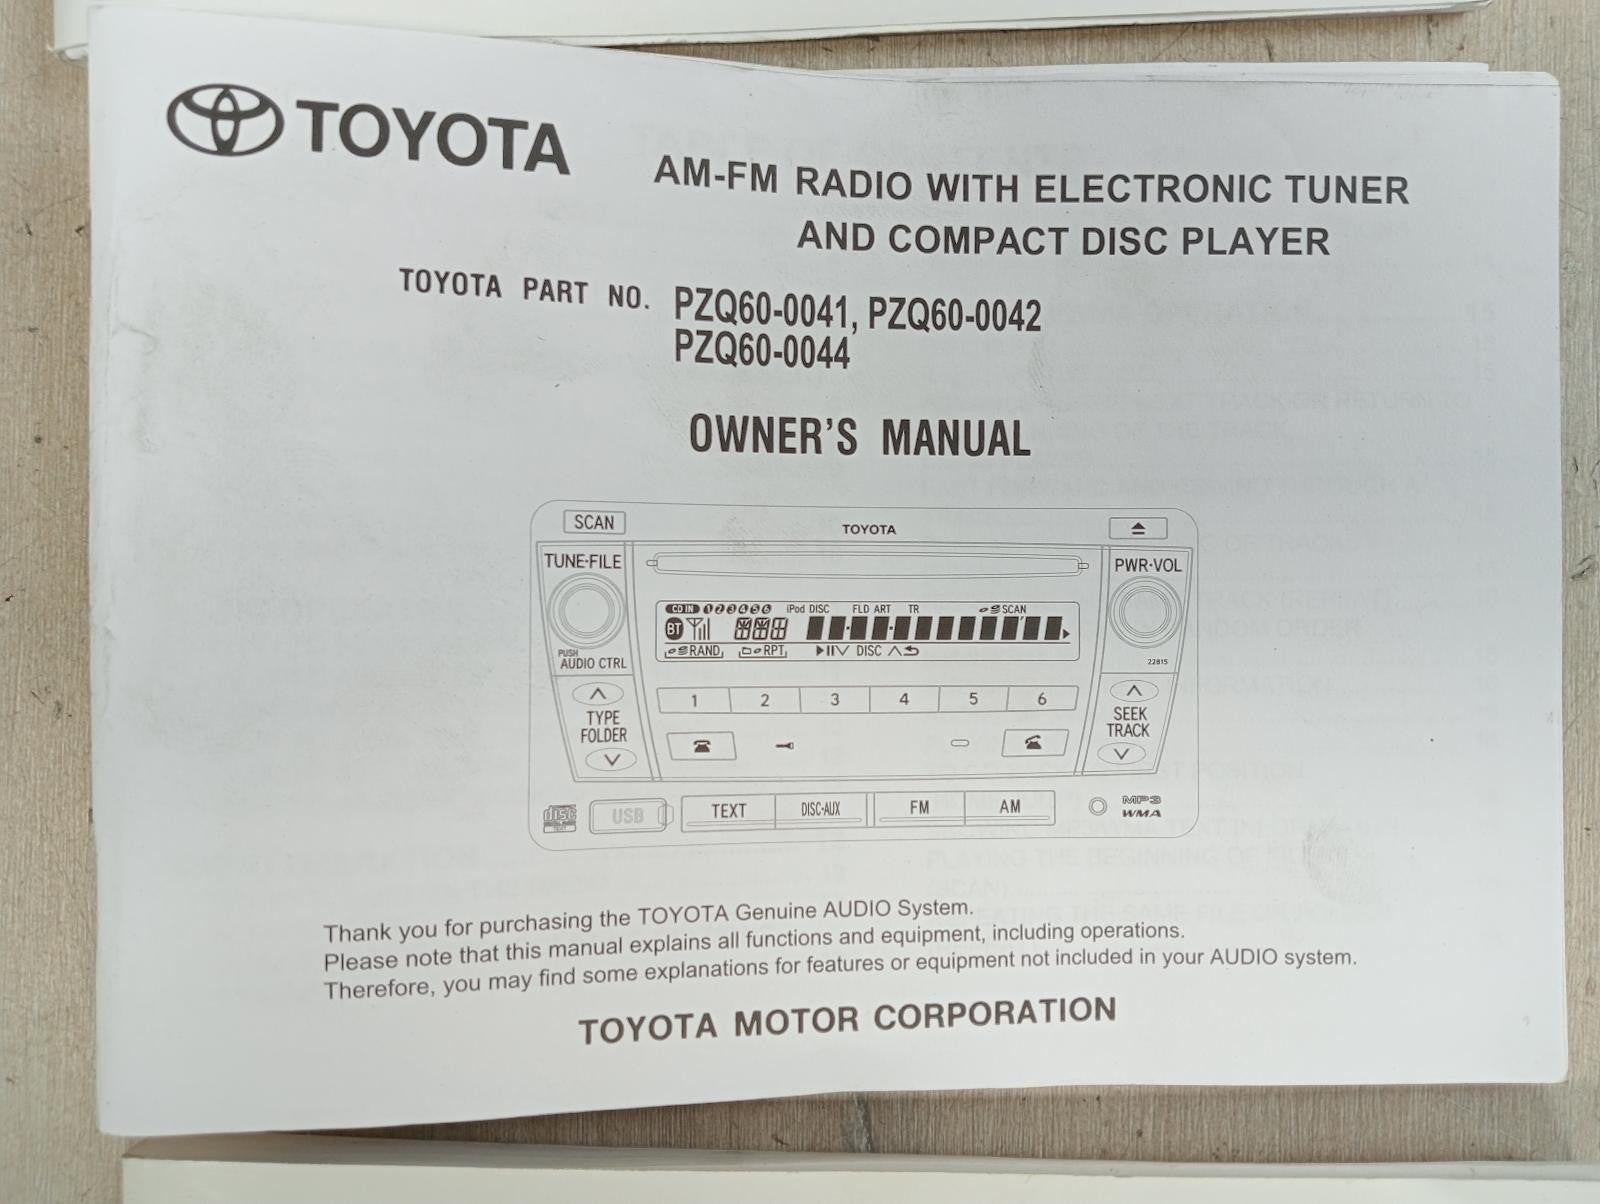 TOYOTA
AM-FM RADIO WITH ELECTRONIC TUNER
AND COMPACT DISC PLAYER
TOYOTA PART NO. PZQ60-0041, PZQ60-0042
PZQ60-0044
OWNER'S MANUAL
SCAN
TOYOTA
TUNE·FILE
PWR·VOL
CD IN 1 2 3 4 5 6 iPod DISC FLD ART TR SCAN
BT
RAND RPT DISC
PUSH
AUDIO CTRL
22815
1 2 3 4 5 6
TYPE
FOLDER
SEEK
TRACK
disc
DIGITAL AUDIO
TEXT
USB
TEXT DISC·AUX FM AM
MP3
WMA
Thank you for purchasing the TOYOTA Genuine AUDIO System.
Please note that this manual explains all functions and equipment, including operations.
Therefore, you may find some explanations for features or equipment not included in your AUDIO system.
TOYOTA MOTOR CORPORATION